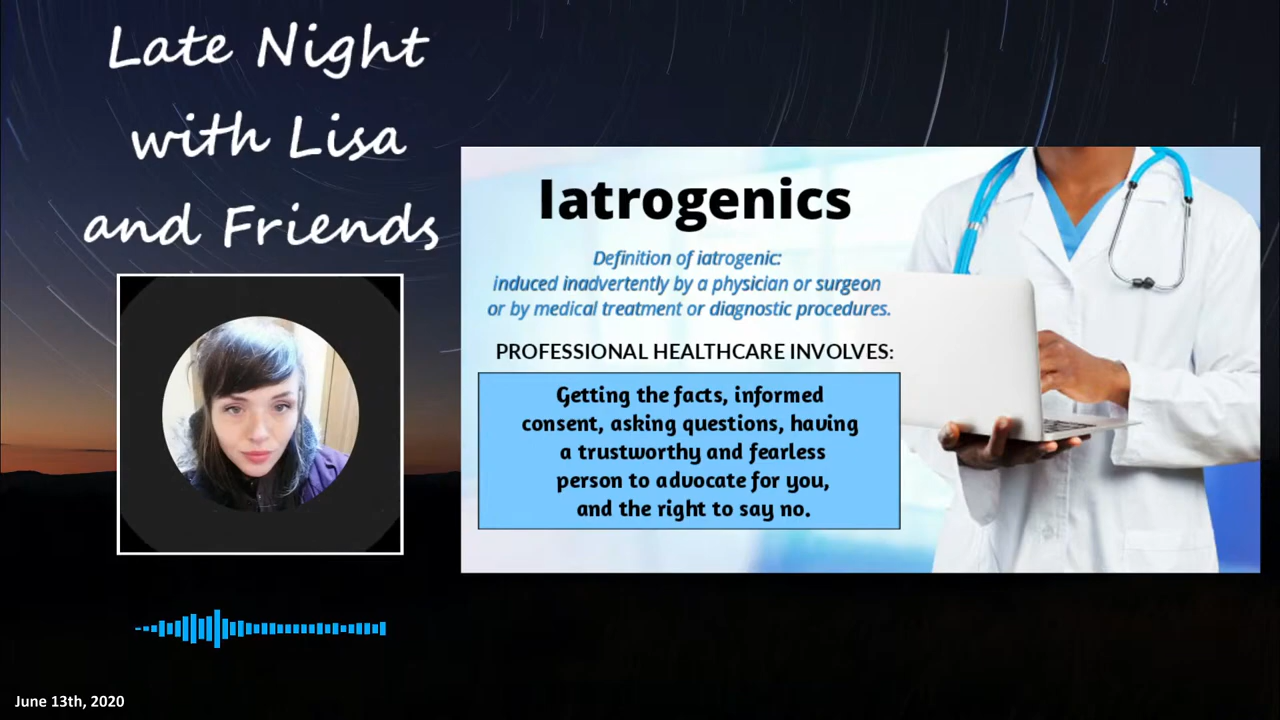 Late Night
with Lisa
and Friends
Iatrogenics
Definition of iatrogenic:
induced inadvertently by a physician or surgeon
or by medical treatment or diagnostic procedures.
PROFESSIONAL HEALTHCARE INVOLVES:
Getting the facts, informed
consent, asking questions, having
a trustworthy and fearless
person to advocate for you,
and the right to say no.
June 13th, 2020